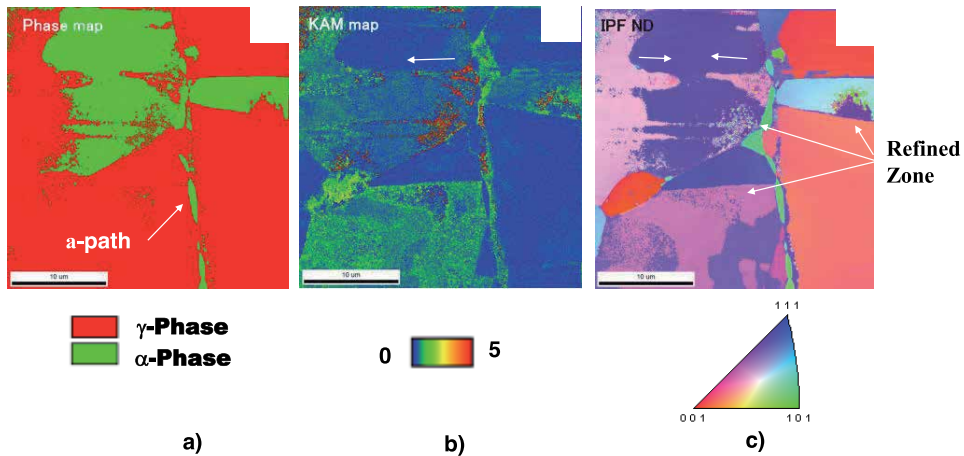 Phase map
KAM map
IPF ND
a-path
Refined
Zone
10 um
10 um
10 um
γ-Phase
α-Phase
0
5
1 1 1
0 0 1
1 0 1
a)
b)
c)